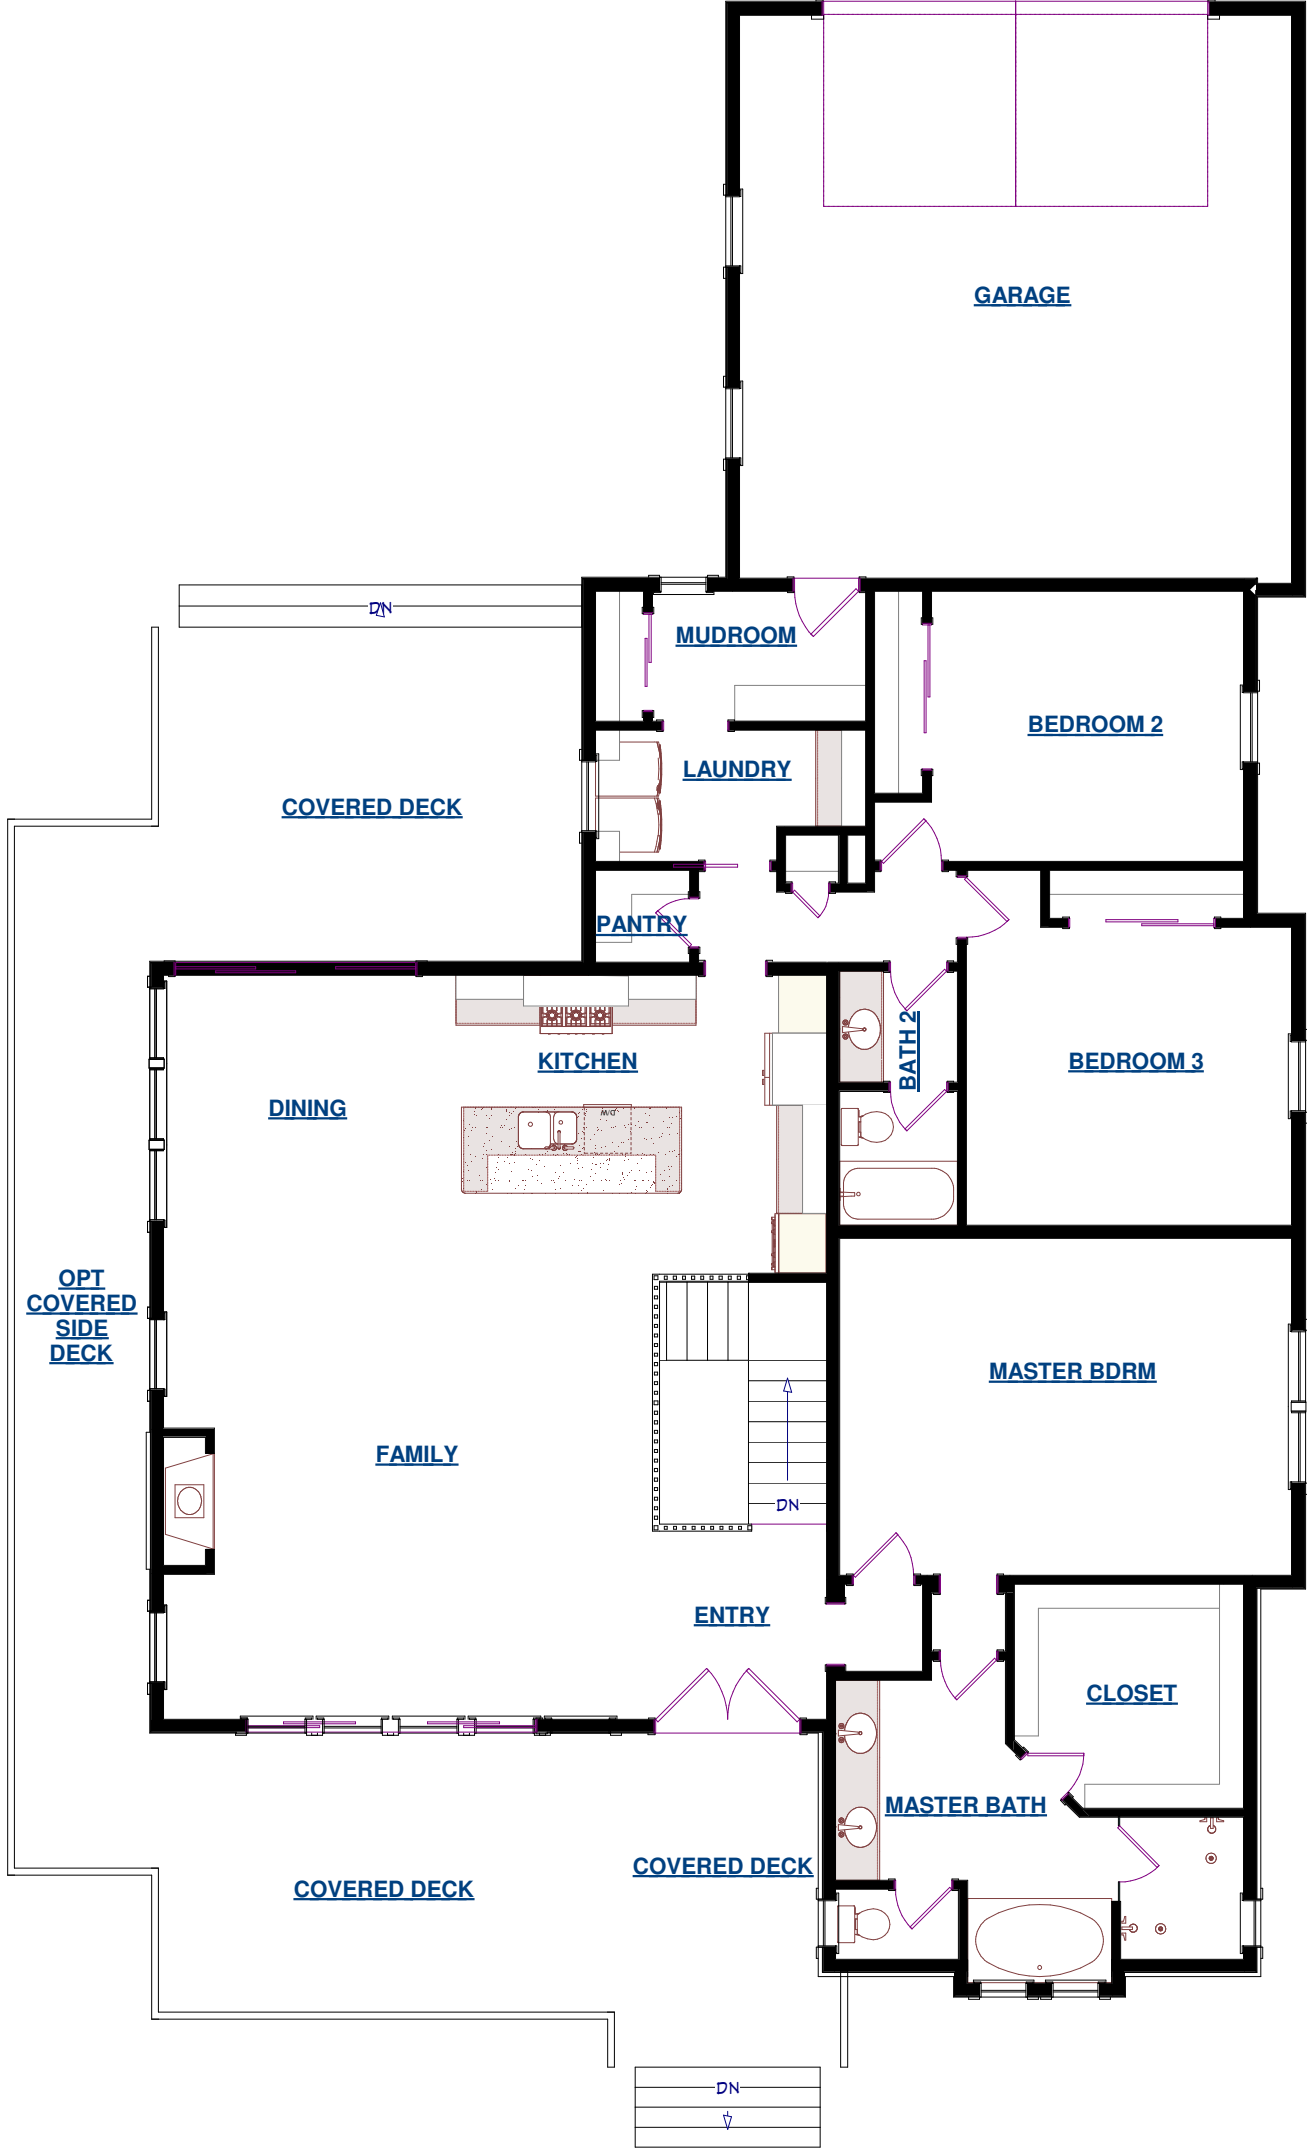 GARAGE
DN
MUDROOM
BEDROOM 2
LAUNDRY
COVERED DECK
PANTRY
BATH 2
KITCHEN
BEDROOM 3
DINING
D/W
OPT
COVERED
SIDE
DECK
MASTER BDRM
FAMILY
DN
ENTRY
CLOSET
MASTER BATH
COVERED DECK
COVERED DECK
DN